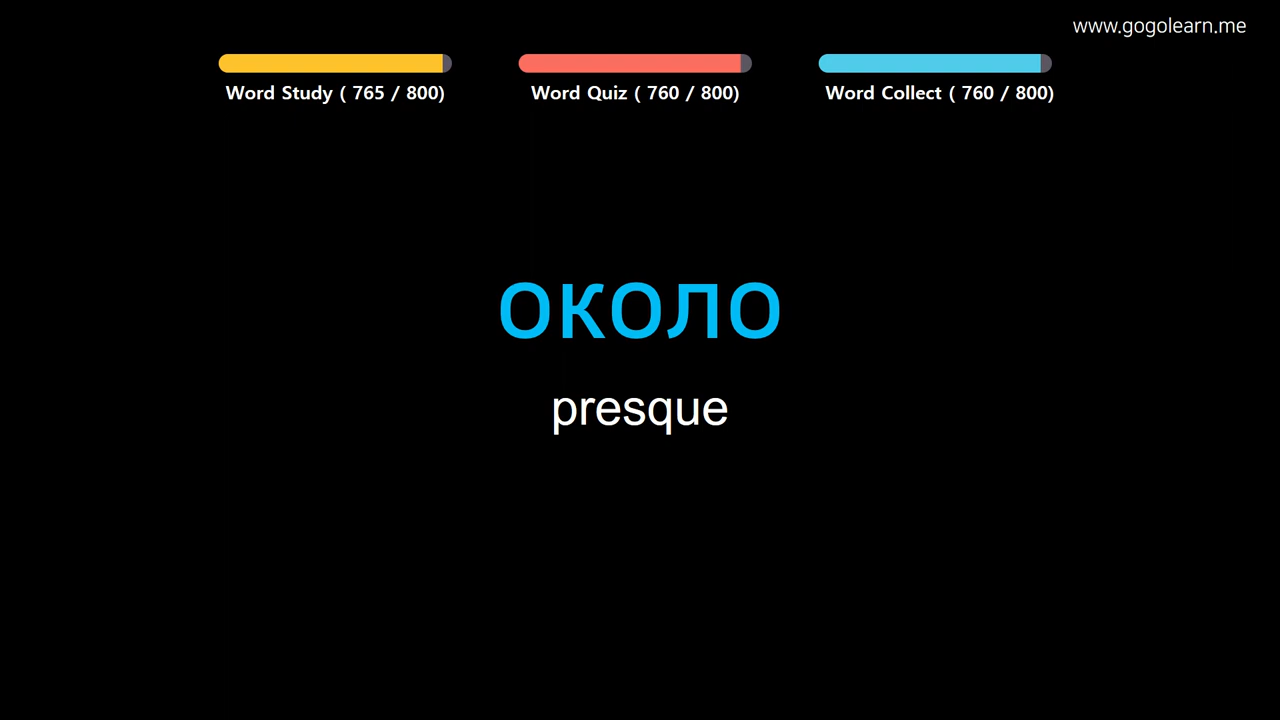 www.gogolearn.me
Word Study ( 765 / 800)
Word Quiz ( 760 / 800)
Word Collect ( 760 / 800)
около
presque